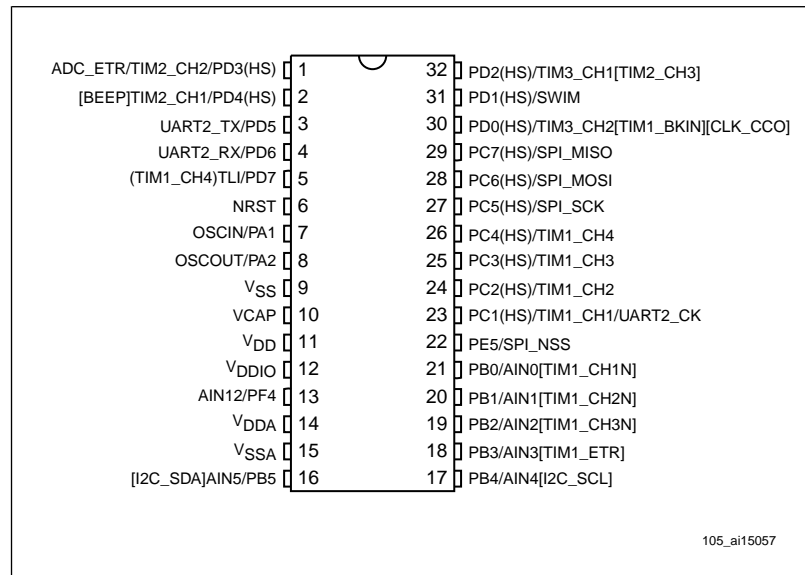 ADC_ETR/TIM2_CH2/PD3(HS) 1 32 PD2(HS)/TIM3_CH1[TIM2_CH3]
[BEEP]TIM2_CH1/PD4(HS) 2 31 PD1(HS)/SWIM
UART2_TX/PD5 3 30 PD0(HS)/TIM3_CH2[TIM1_BKIN][CLK_CCO]
UART2_RX/PD6 4 29 PC7(HS)/SPI_MISO
(TIM1_CH4)TLI/PD7 5 28 PC6(HS)/SPI_MOSI
NRST 6 27 PC5(HS)/SPI_SCK
OSCIN/PA1 7 26 PC4(HS)/TIM1_CH4
OSCOUT/PA2 8 25 PC3(HS)/TIM1_CH3
VSS 9 24 PC2(HS)/TIM1_CH2
VCAP 10 23 PC1(HS)/TIM1_CH1/UART2_CK
VDD 11 22 PE5/SPI_NSS
VDDIO 12 21 PB0/AIN0[TIM1_CH1N]
AIN12/PF4 13 20 PB1/AIN1[TIM1_CH2N]
VDDA 14 19 PB2/AIN2[TIM1_CH3N]
VSSA 15 18 PB3/AIN3[TIM1_ETR]
[I2C_SDA]AIN5/PB5 16 17 PB4/AIN4[I2C_SCL]
105_ai15057